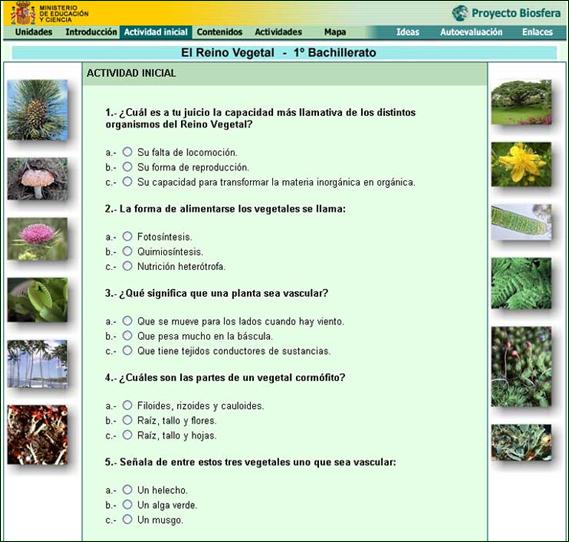 MINISTERIO
DE EDUCACIÓN
Y CIENCIA
Proyecto Biosfera
Unidades Introducción Actividad inicial Contenidos Actividades Mapa Ideas Autoevaluación Enlaces
El Reino Vegetal - 1º Bachillerato
ACTIVIDAD INICIAL
1.- ¿Cuál es a tu juicio la capacidad más llamativa de los distintos
organismos del Reino Vegetal?
a.- Su falta de locomoción.
b.- Su forma de reproducción.
c.- Su capacidad para transformar la materia inorgánica en orgánica.
2.- La forma de alimentarse los vegetales se llama:
a.- Fotosíntesis.
b.- Quimiosíntesis.
c.- Nutrición heterótrofa.
3.- ¿Qué significa que una planta sea vascular?
a.- Que se mueve para los lados cuando hay viento.
b.- Que pesa mucho en la báscula.
c.- Que tiene tejidos conductores de sustancias.
4.- ¿Cuáles son las partes de un vegetal cormófito?
a.- Filoides, rizoides y cauloides.
b.- Raíz, tallo y flores.
c.- Raíz, tallo y hojas.
5.- Señala de entre estos tres vegetales uno que sea vascular:
a.- Un helecho.
b.- Un alga verde.
c.- Un musgo.